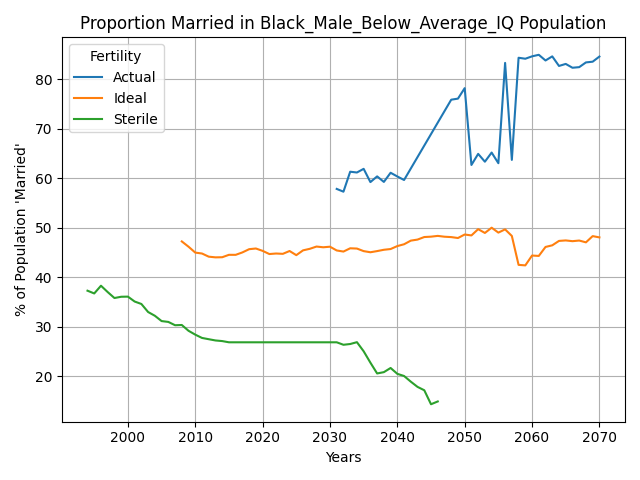 Proportion Married in Black_Male_Below_Average_IQ Population
Fertility
Actual
Ideal
Sterile
% of Population 'Married'
80
70
60
50
40
30
20
2000
2010
2020
2030
2040
2050
2060
2070
Years